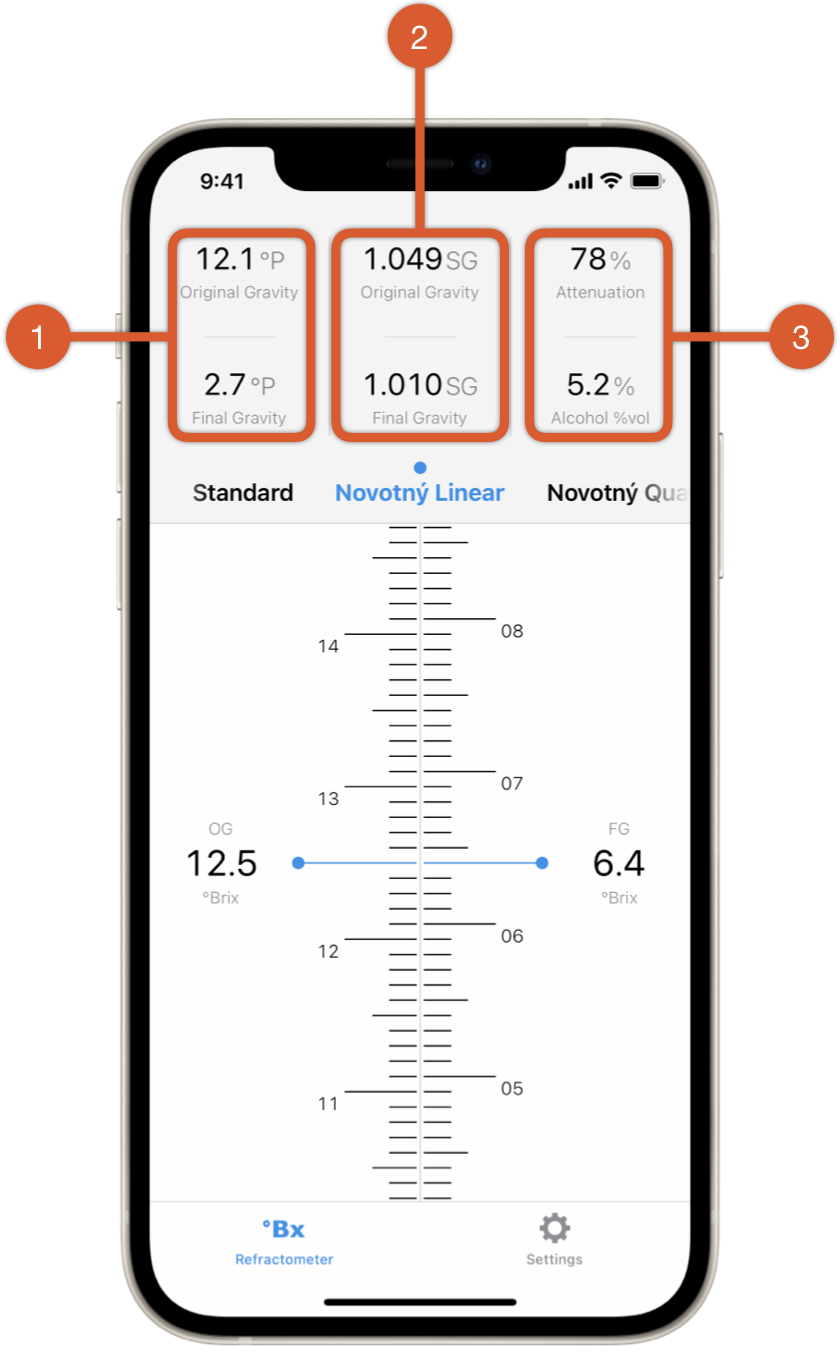 2
9:41
12.1 °P
1.049 SG
78 %
Original Gravity
Original Gravity
Attenuation
1
3
2.7 °P
1.010 SG
5.2 %
Final Gravity
Final Gravity
Alcohol %vol
Standard
Novotný Linear
Novotný Qua
08
14
07
13
OG
FG
12.5
6.4
°Brix
°Brix
06
12
05
11
°Bx
Refractometer
Settings